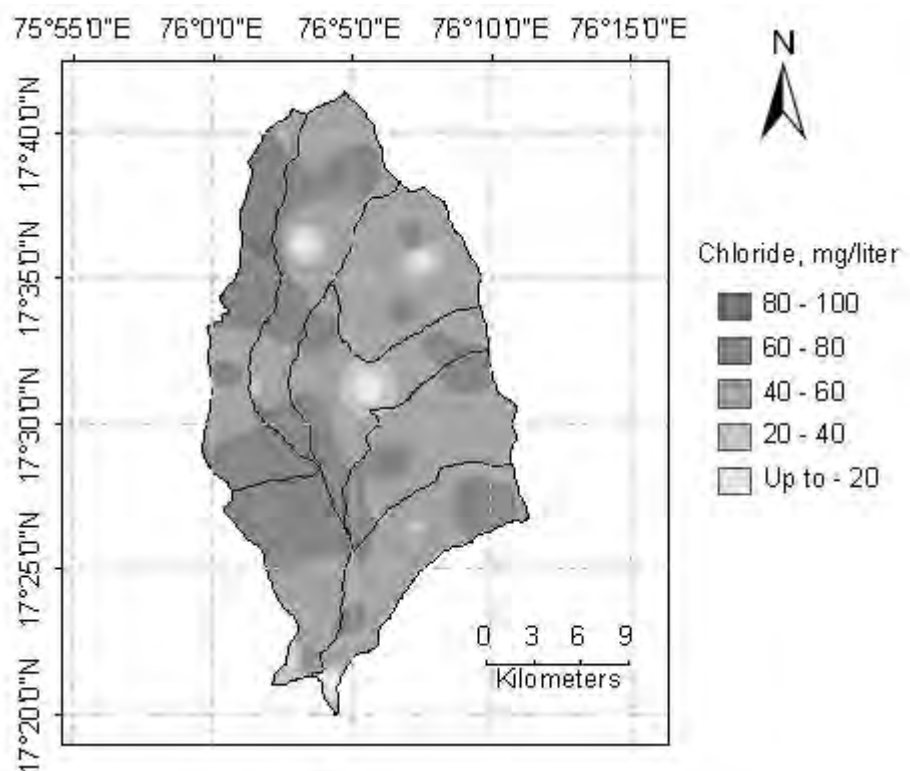 75°55'0"E 76°0'0"E 76°5'0"E 76°10'0"E 76°15'0"E
N
17°40'0"N
17°35'0"N
17°30'0"N
17°25'0"N
17°20'0"N
Chloride, mg/liter
80 - 100
60 - 80
40 - 60
20 - 40
Up to - 20
0 3 6 9
Kilometers